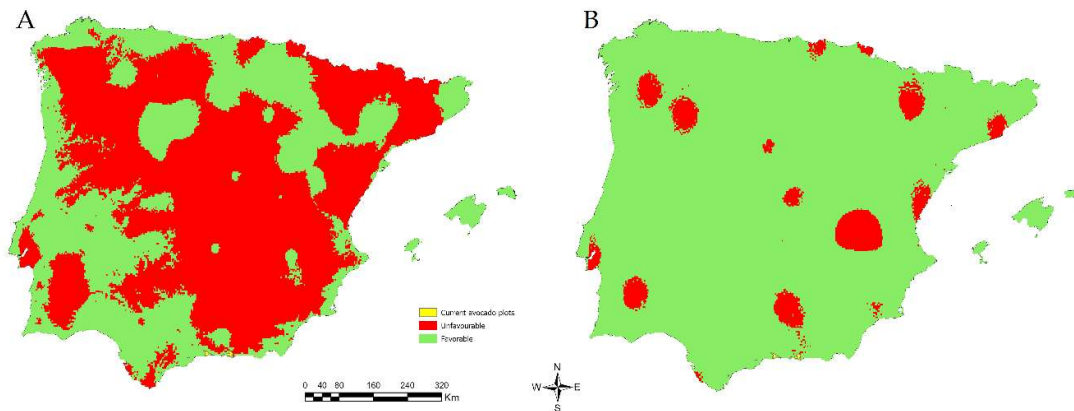 A
B
Current avocado plots
Unfavourable
Favorable
0 40 80 160 240 320
Km
N
W E
S